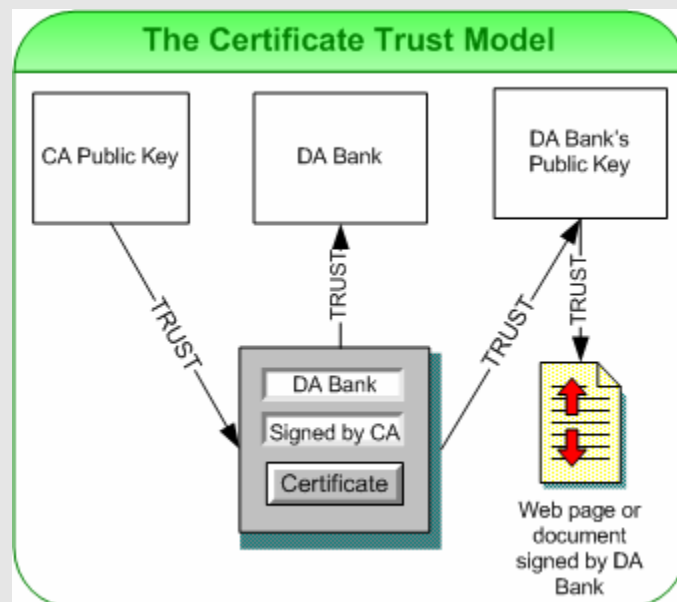 The Certificate Trust Model
CA Public Key
DA Bank
DA Bank's
Public Key
TRUST
TRUST
TRUST
TRUST
DA Bank
Signed by CA
Certificate
Web page or
document
signed by DA
Bank